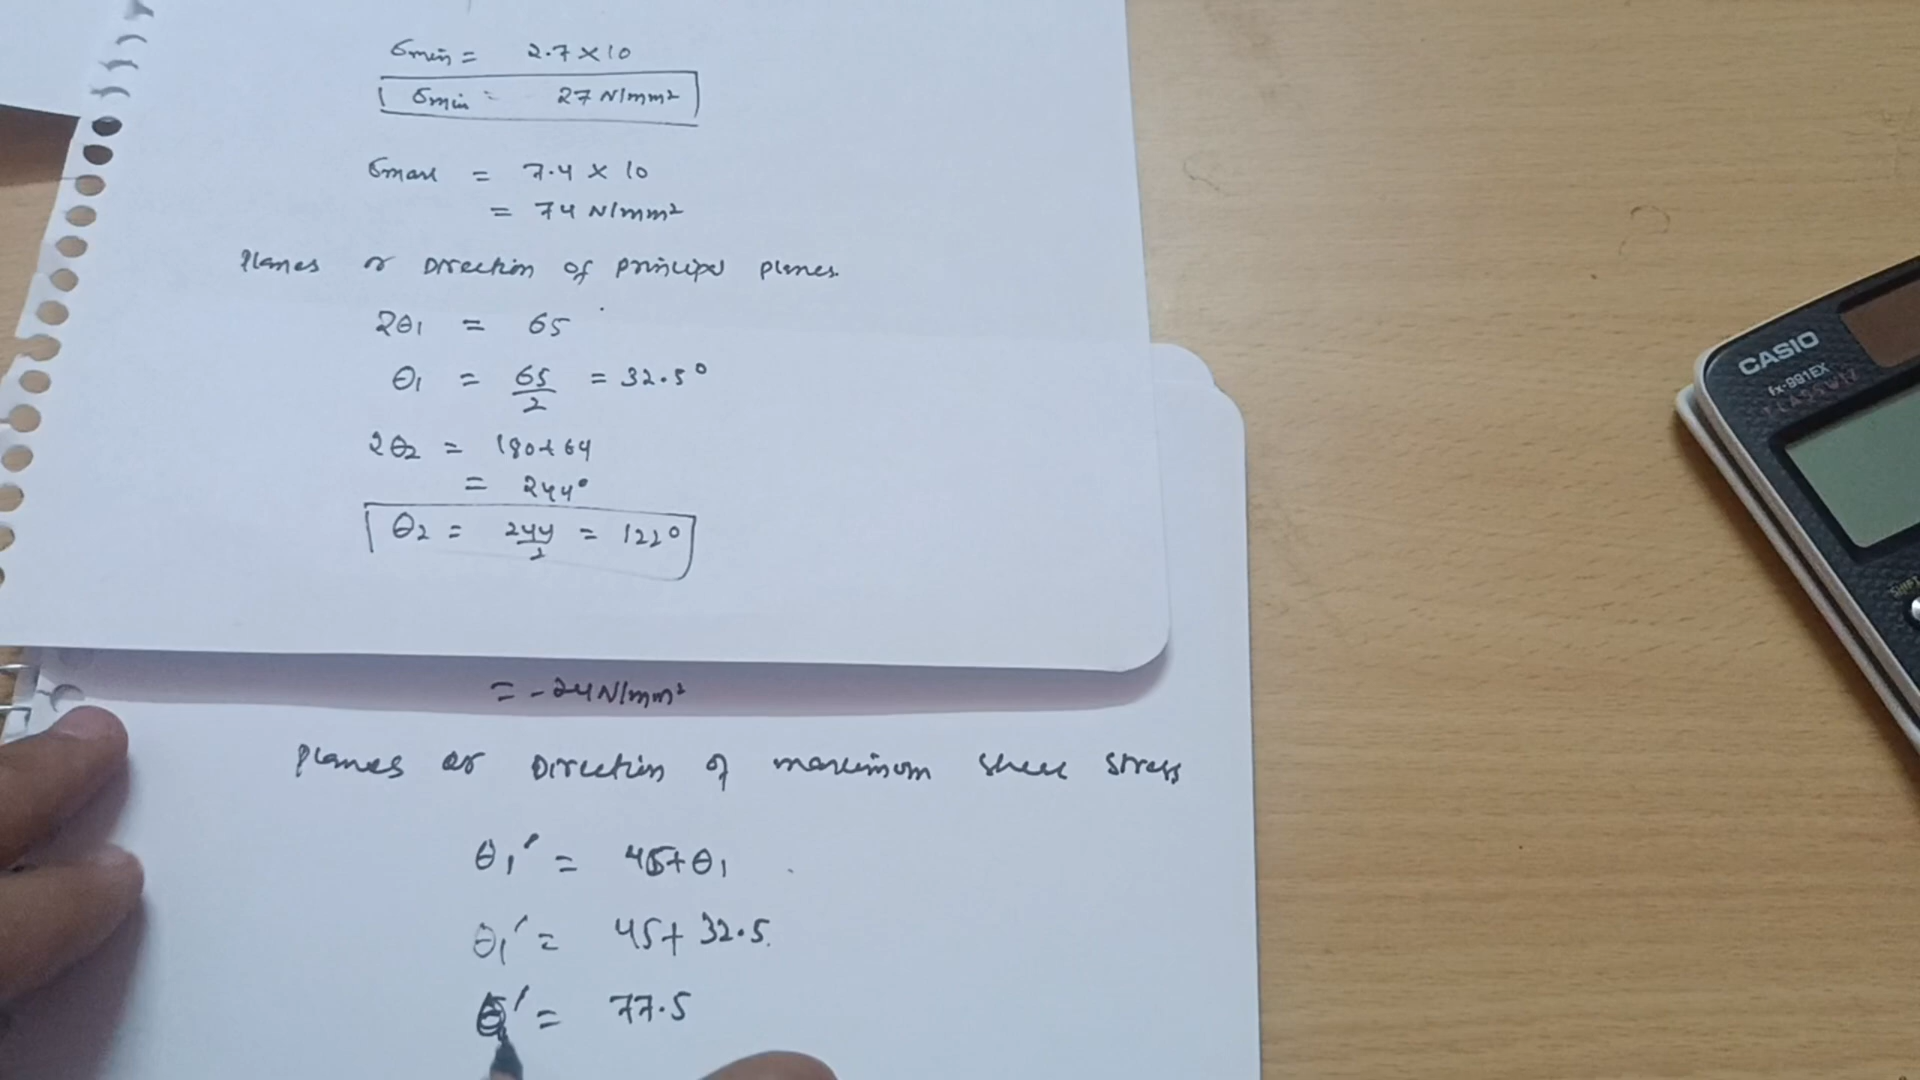 σmin = 2.7 × 10
σmin = 27 N/mm²
σmax = 7.4 × 10
= 74 N/mm²
Planes or Direction of principal planes.
2θ1 = 65
θ1 = 65/2 = 32.5°
2θ2 = 180+64
= 244°
θ2 = 244/2 = 122°
= -24 N/mm²
Planes or Direction of maximum shear stress
θ1' = 45+θ1
θ1' = 45+32.5
θ' = 77.5
CASIO
fx-991EX
CLASSWIZ
SHIFT